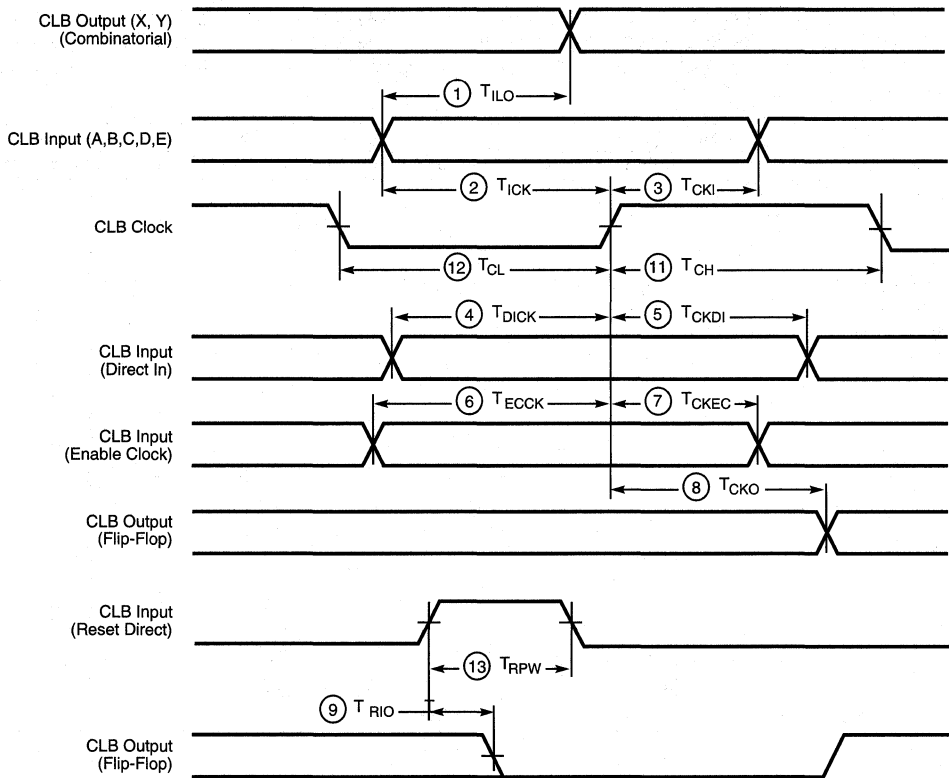 CLB Output (X, Y)
(Combinatorial)
1 TILO
CLB Input (A,B,C,D,E)
2 TICK
3 TCKI
CLB Clock
12 TCL
11 TCH
4 TDICK
5 TCKDI
CLB Input
(Direct In)
6 TECCK
7 TCKEC
CLB Input
(Enable Clock)
8 TCKO
CLB Output
(Flip-Flop)
CLB Input
(Reset Direct)
13 TRPW
9 T RIO
CLB Output
(Flip-Flop)